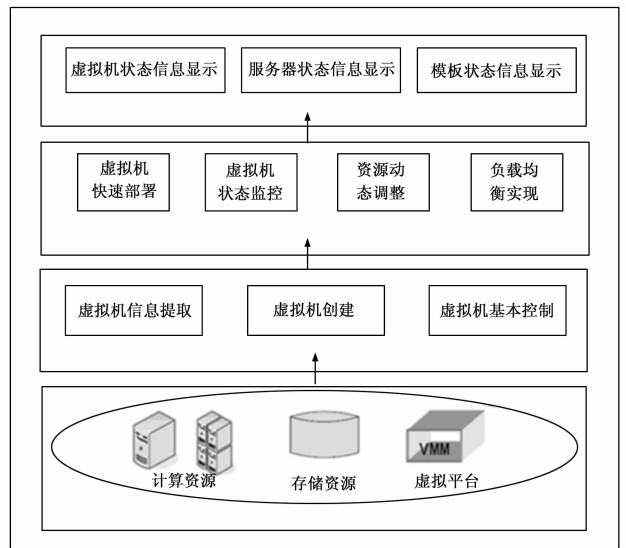 虚拟机状态信息显示
服务器状态信息显示
模板状态信息显示
虚拟机
快速部署
虚拟机
状态监控
资源动
态调整
负载均
衡实现
虚拟机信息提取
虚拟机创建
虚拟机基本控制
VMM
计算资源
存储资源
虚拟平台